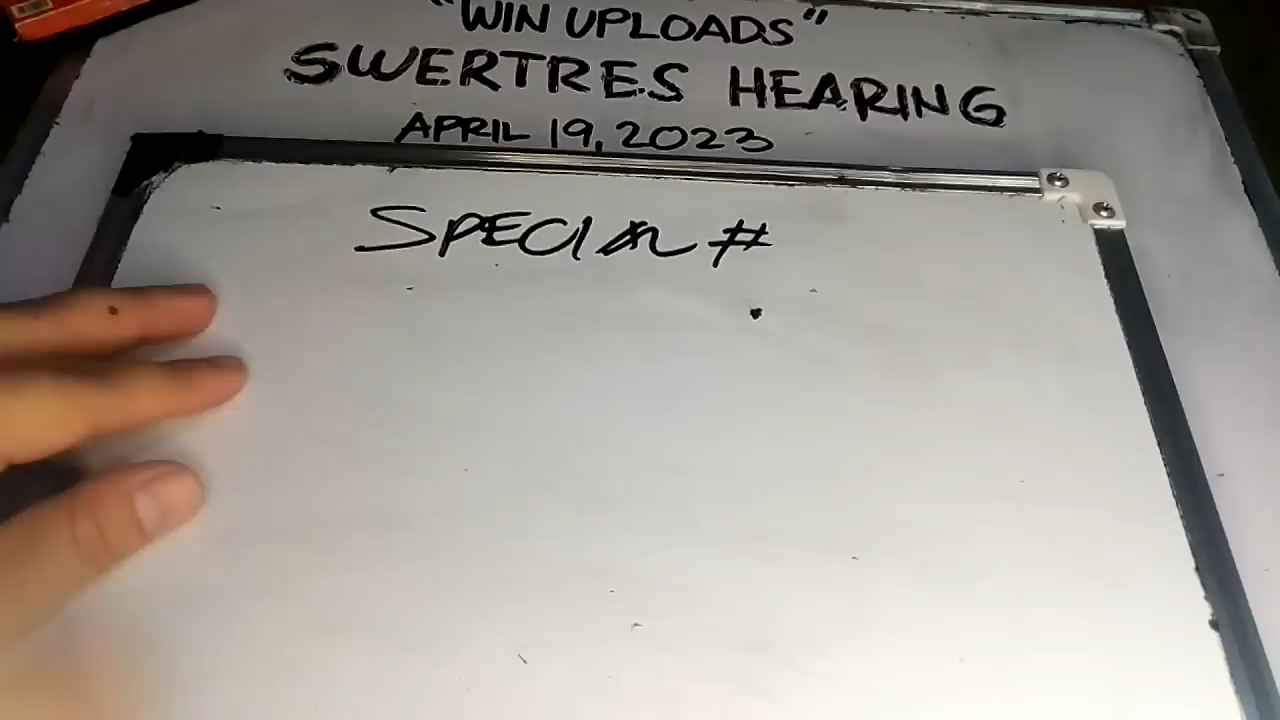 "WIN UPLOADS"
SWERTRES HEARING
APRIL 19, 2023
SPECIAL #